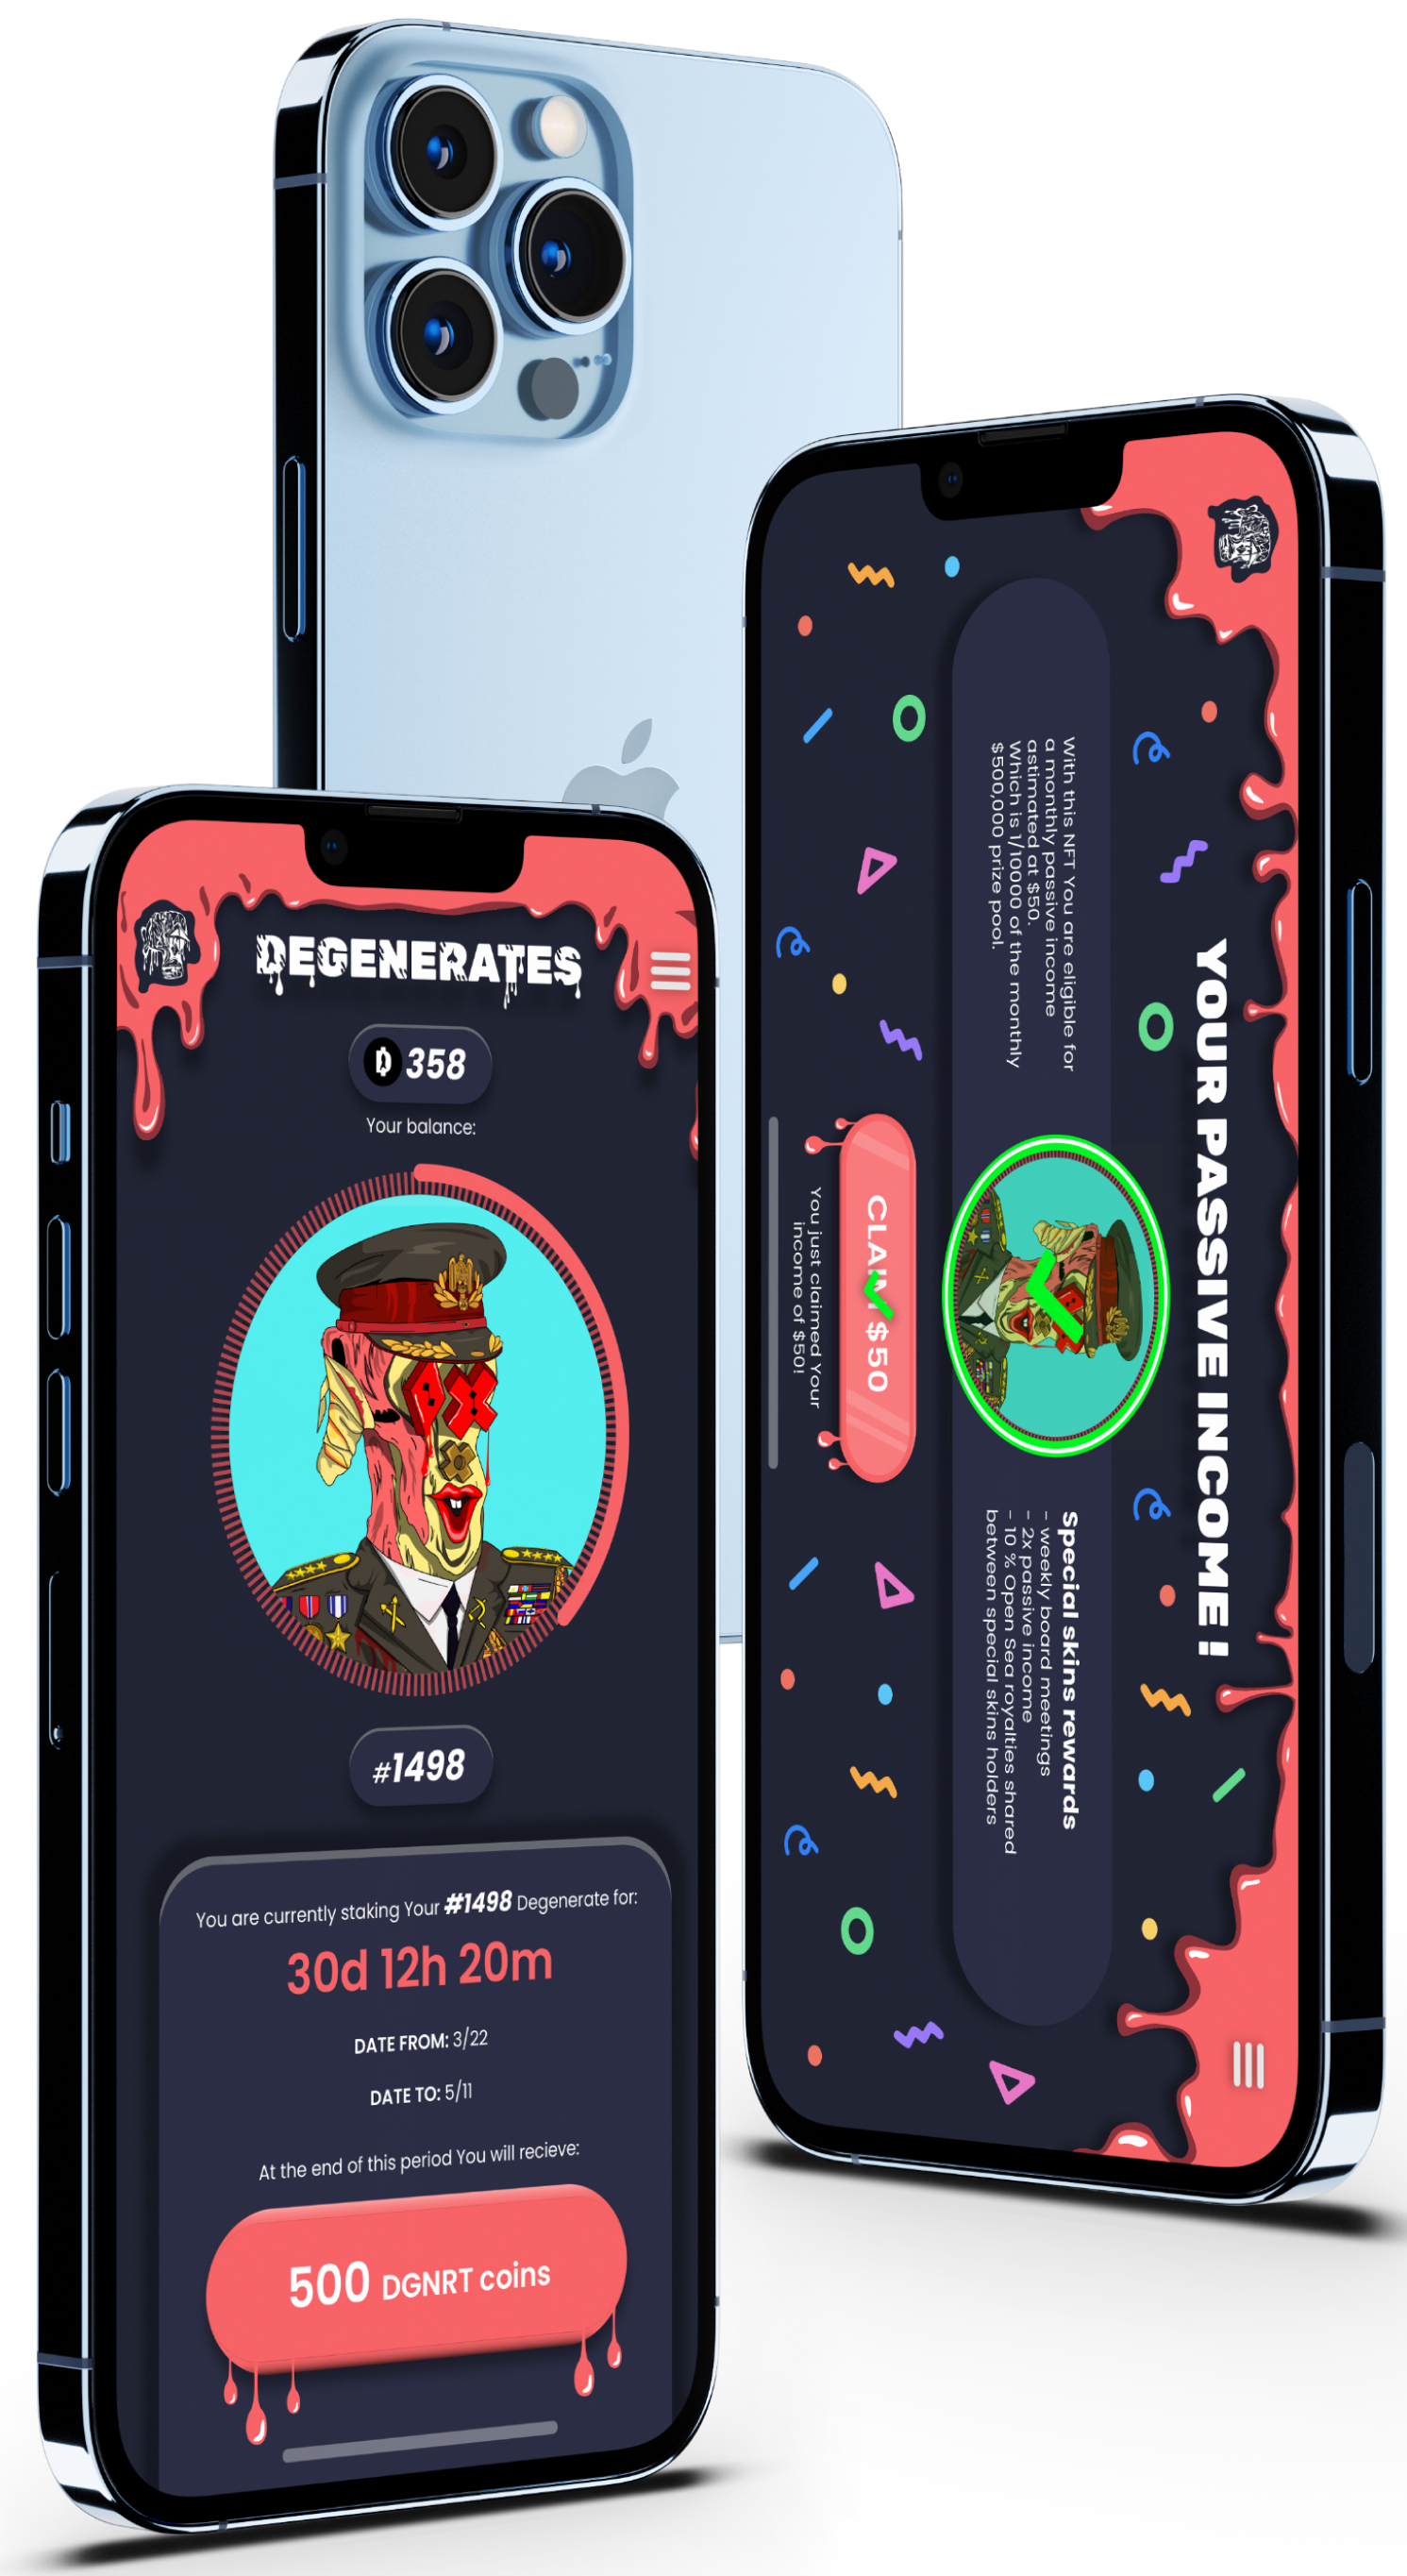 DEGENERATES
358
Your balance:
#1498
You are currently staking Your #1498 Degenerate for:
30d 12h 20m
DATE FROM: 3/22
DATE TO: 5/11
At the end of this period You will recieve:
500 DGNRT coins
YOUR PASSIVE INCOME!
With this NFT You are eligible for
a monthly passive income
astimated at $50.
Which is 1/10000 of the monthly
$500,000 prize pool.
Special skins rewards
- weekly board meetings
- 2x passive income
- 10 % Open Sea royalties shared
between special skins holders
CLAIM $50
You just claimed Your
income of $50!